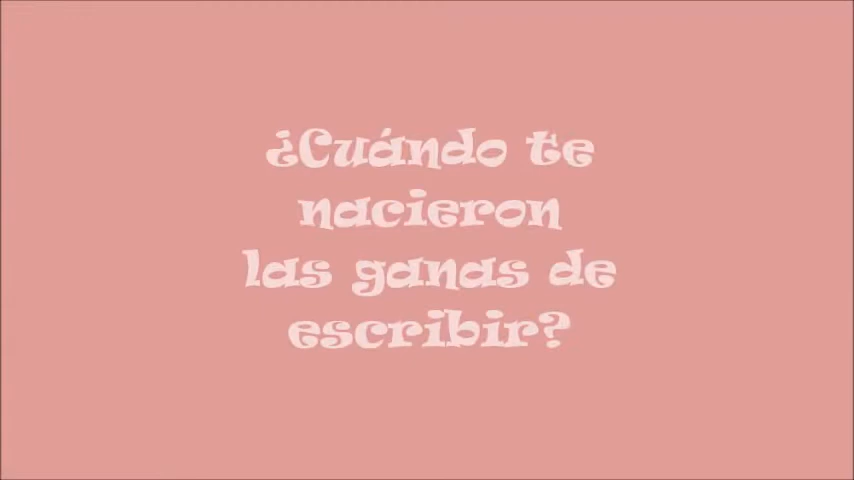 ¿Cuándo te
nacieron
las ganas de
escribir?